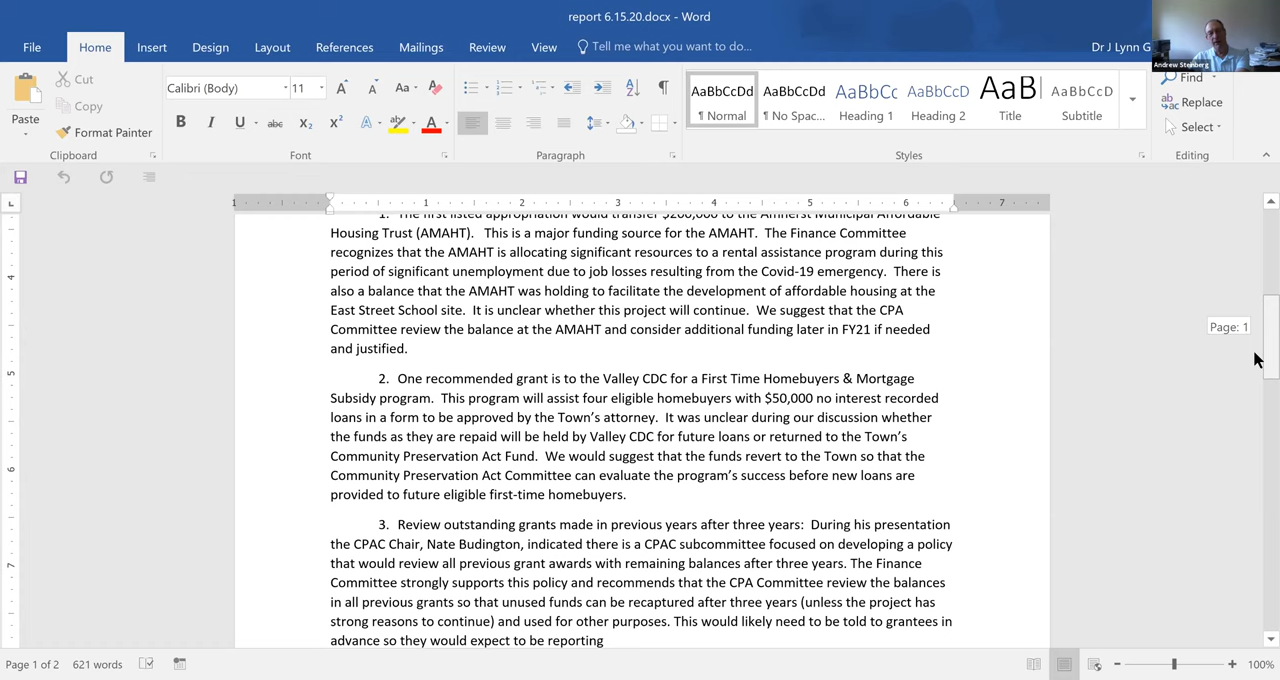 report 6.15.20.docx - Word
File Home Insert Design Layout References Mailings Review View Tell me what you want to do... Dr J Lynn G
Andrew Steinberg
Paste
Cut
Copy
Format Painter
Clipboard
Calibri (Body) 11
Font
Paragraph
AaBbCcDd ¶ Normal
AaBbCcDd ¶ No Spac...
AaBbCc Heading 1
AaBbCcD Heading 2
AaB Title
AaBbCcD Subtitle
Styles
Find
Replace
Select
Editing
1 1 2 3 4 5 6 7
1. The first listed appropriation would transfer $200,000 to the Amherst Municipal Affordable
Housing Trust (AMAHT). This is a major funding source for the AMAHT. The Finance Committee
recognizes that the AMAHT is allocating significant resources to a rental assistance program during this
period of significant unemployment due to job losses resulting from the Covid-19 emergency. There is
also a balance that the AMAHT was holding to facilitate the development of affordable housing at the
East Street School site. It is unclear whether this project will continue. We suggest that the CPA
Committee review the balance at the AMAHT and consider additional funding later in FY21 if needed
and justified.
2. One recommended grant is to the Valley CDC for a First Time Homebuyers & Mortgage
Subsidy program. This program will assist four eligible homebuyers with $50,000 no interest recorded
loans in a form to be approved by the Town's attorney. It was unclear during our discussion whether
the funds as they are repaid will be held by Valley CDC for future loans or returned to the Town's
Community Preservation Act Fund. We would suggest that the funds revert to the Town so that the
Community Preservation Act Committee can evaluate the program's success before new loans are
provided to future eligible first-time homebuyers.
3. Review outstanding grants made in previous years after three years: During his presentation
the CPAC Chair, Nate Budington, indicated there is a CPAC subcommittee focused on developing a policy
that would review all previous grant awards with remaining balances after three years. The Finance
Committee strongly supports this policy and recommends that the CPA Committee review the balances
in all previous grants so that unused funds can be recaptured after three years (unless the project has
strong reasons to continue) and used for other purposes. This would likely need to be told to grantees in
advance so they would expect to be reporting
4
5
6
7
Page: 1
Page 1 of 2 621 words 100%